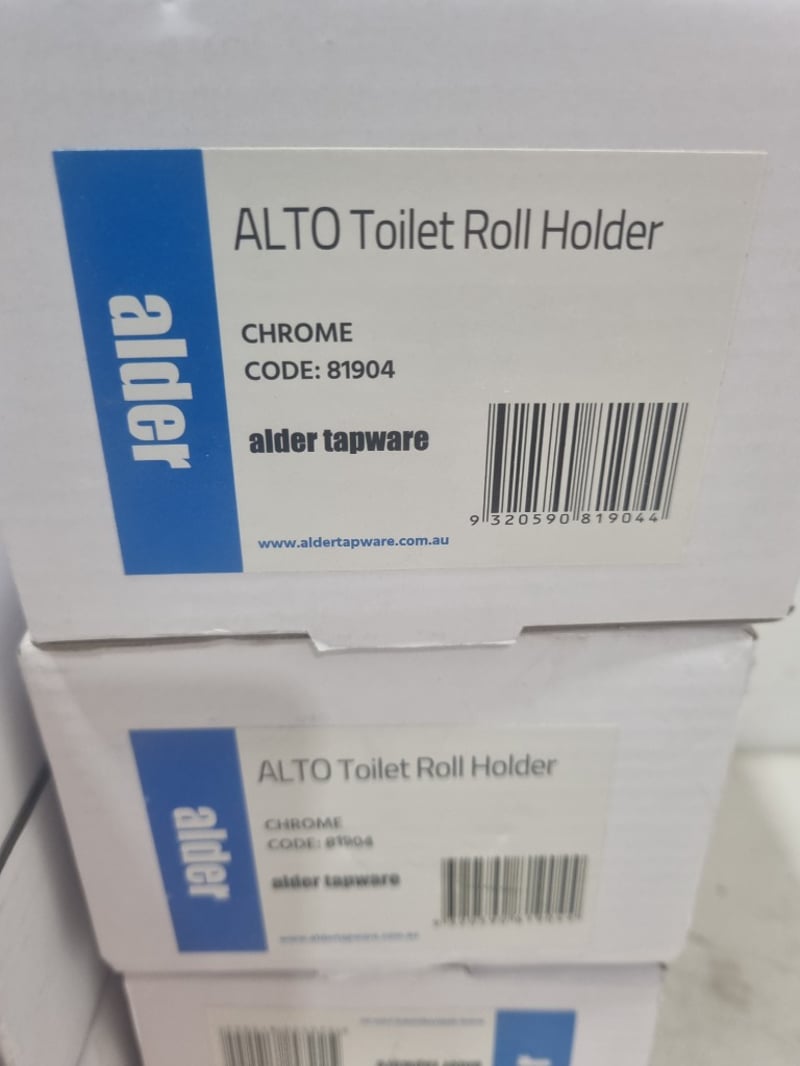 alder
ALTO Toilet Roll Holder
CHROME
CODE: 81904
alder tapware
9 320590 819044
www.aldertapware.com.au
alder
ALTO Toilet Roll Holder
CHROME
CODE: 81904
alder tapware